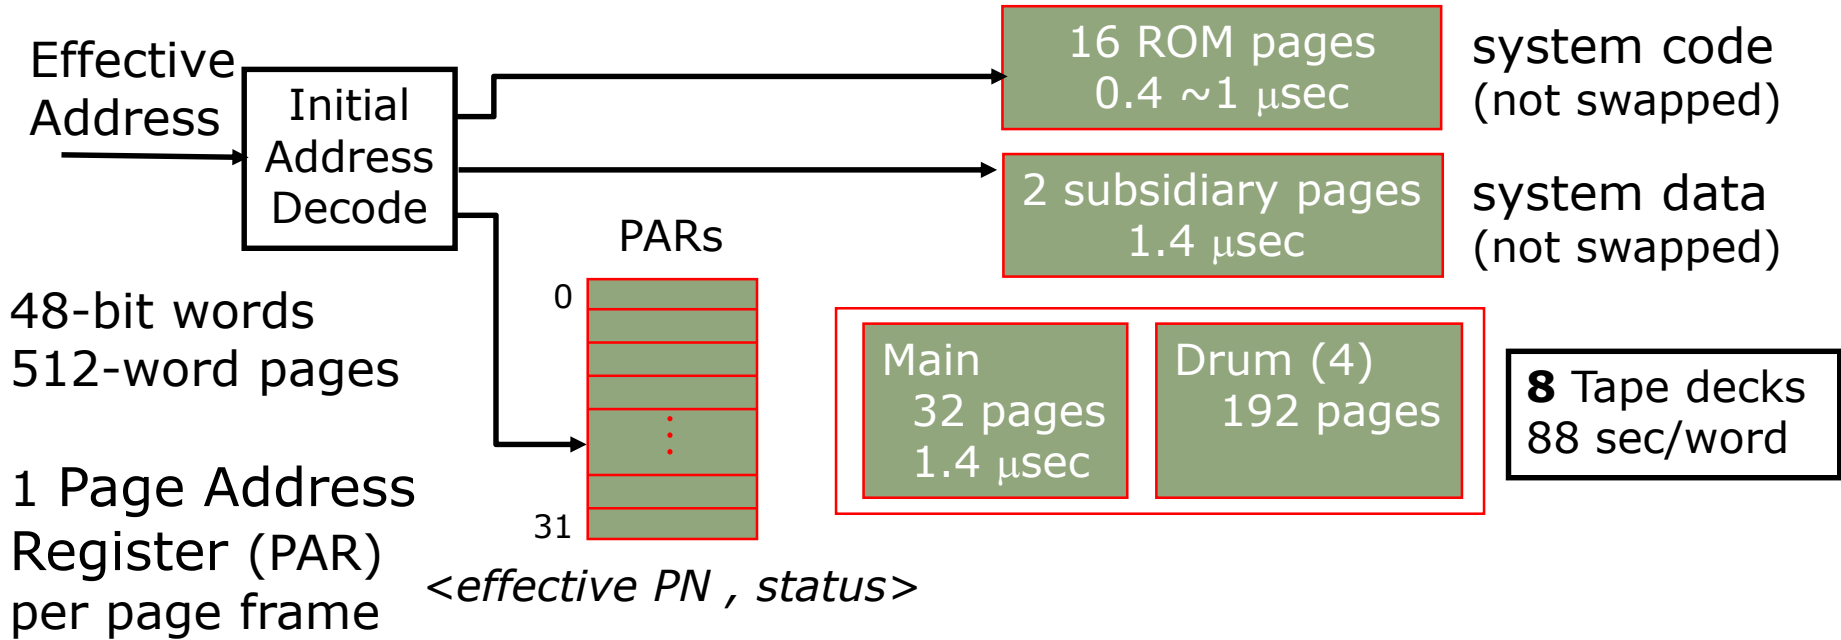 Effective
Address
Initial
Address
Decode
16 ROM pages
0.4 ~1 μsec
system code
(not swapped)
2 subsidiary pages
1.4 μsec
system data
(not swapped)
PARs
0
31
<effective PN , status>
48-bit words
512-word pages
1 Page Address
Register (PAR)
per page frame
Main
32 pages
1.4 μsec
Drum (4)
192 pages
8 Tape decks
88 sec/word